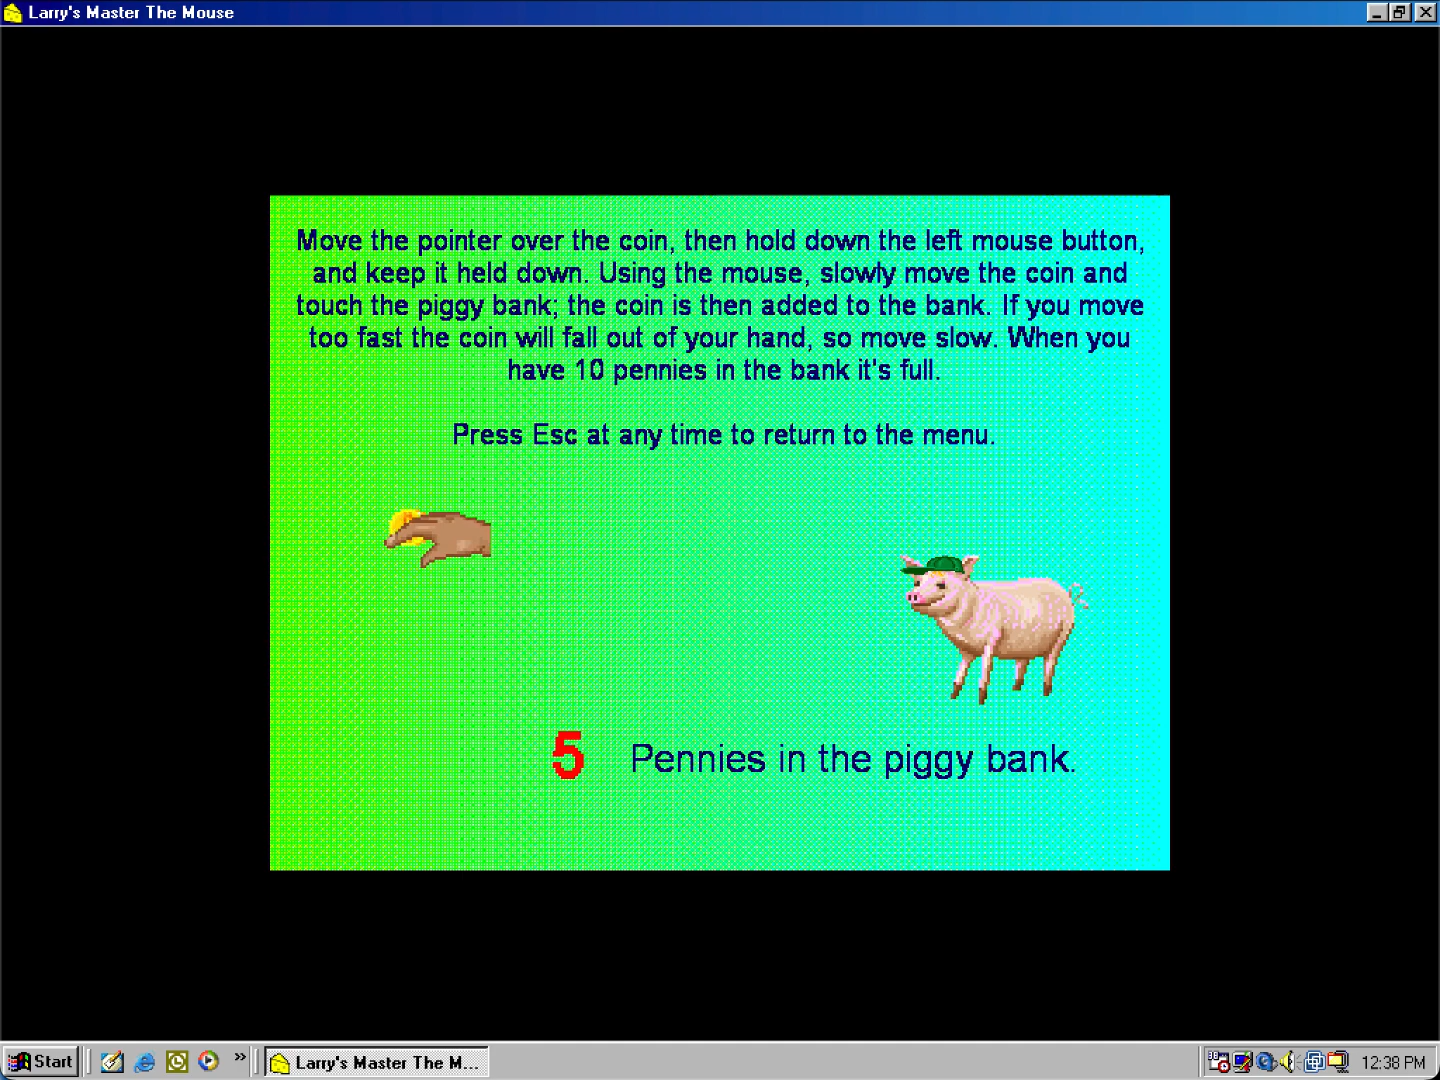 Larry's Master The Mouse
Move the pointer over the coin, then hold down the left mouse button,
and keep it held down. Using the mouse, slowly move the coin and
touch the piggy bank; the coin is then added to the bank. If you move
too fast the coin will fall out of your hand, so move slow. When you
have 10 pennies in the bank it's full.
Press Esc at any time to return to the menu.
5 Pennies in the piggy bank.
Start
Larry's Master The M...
12:38 PM